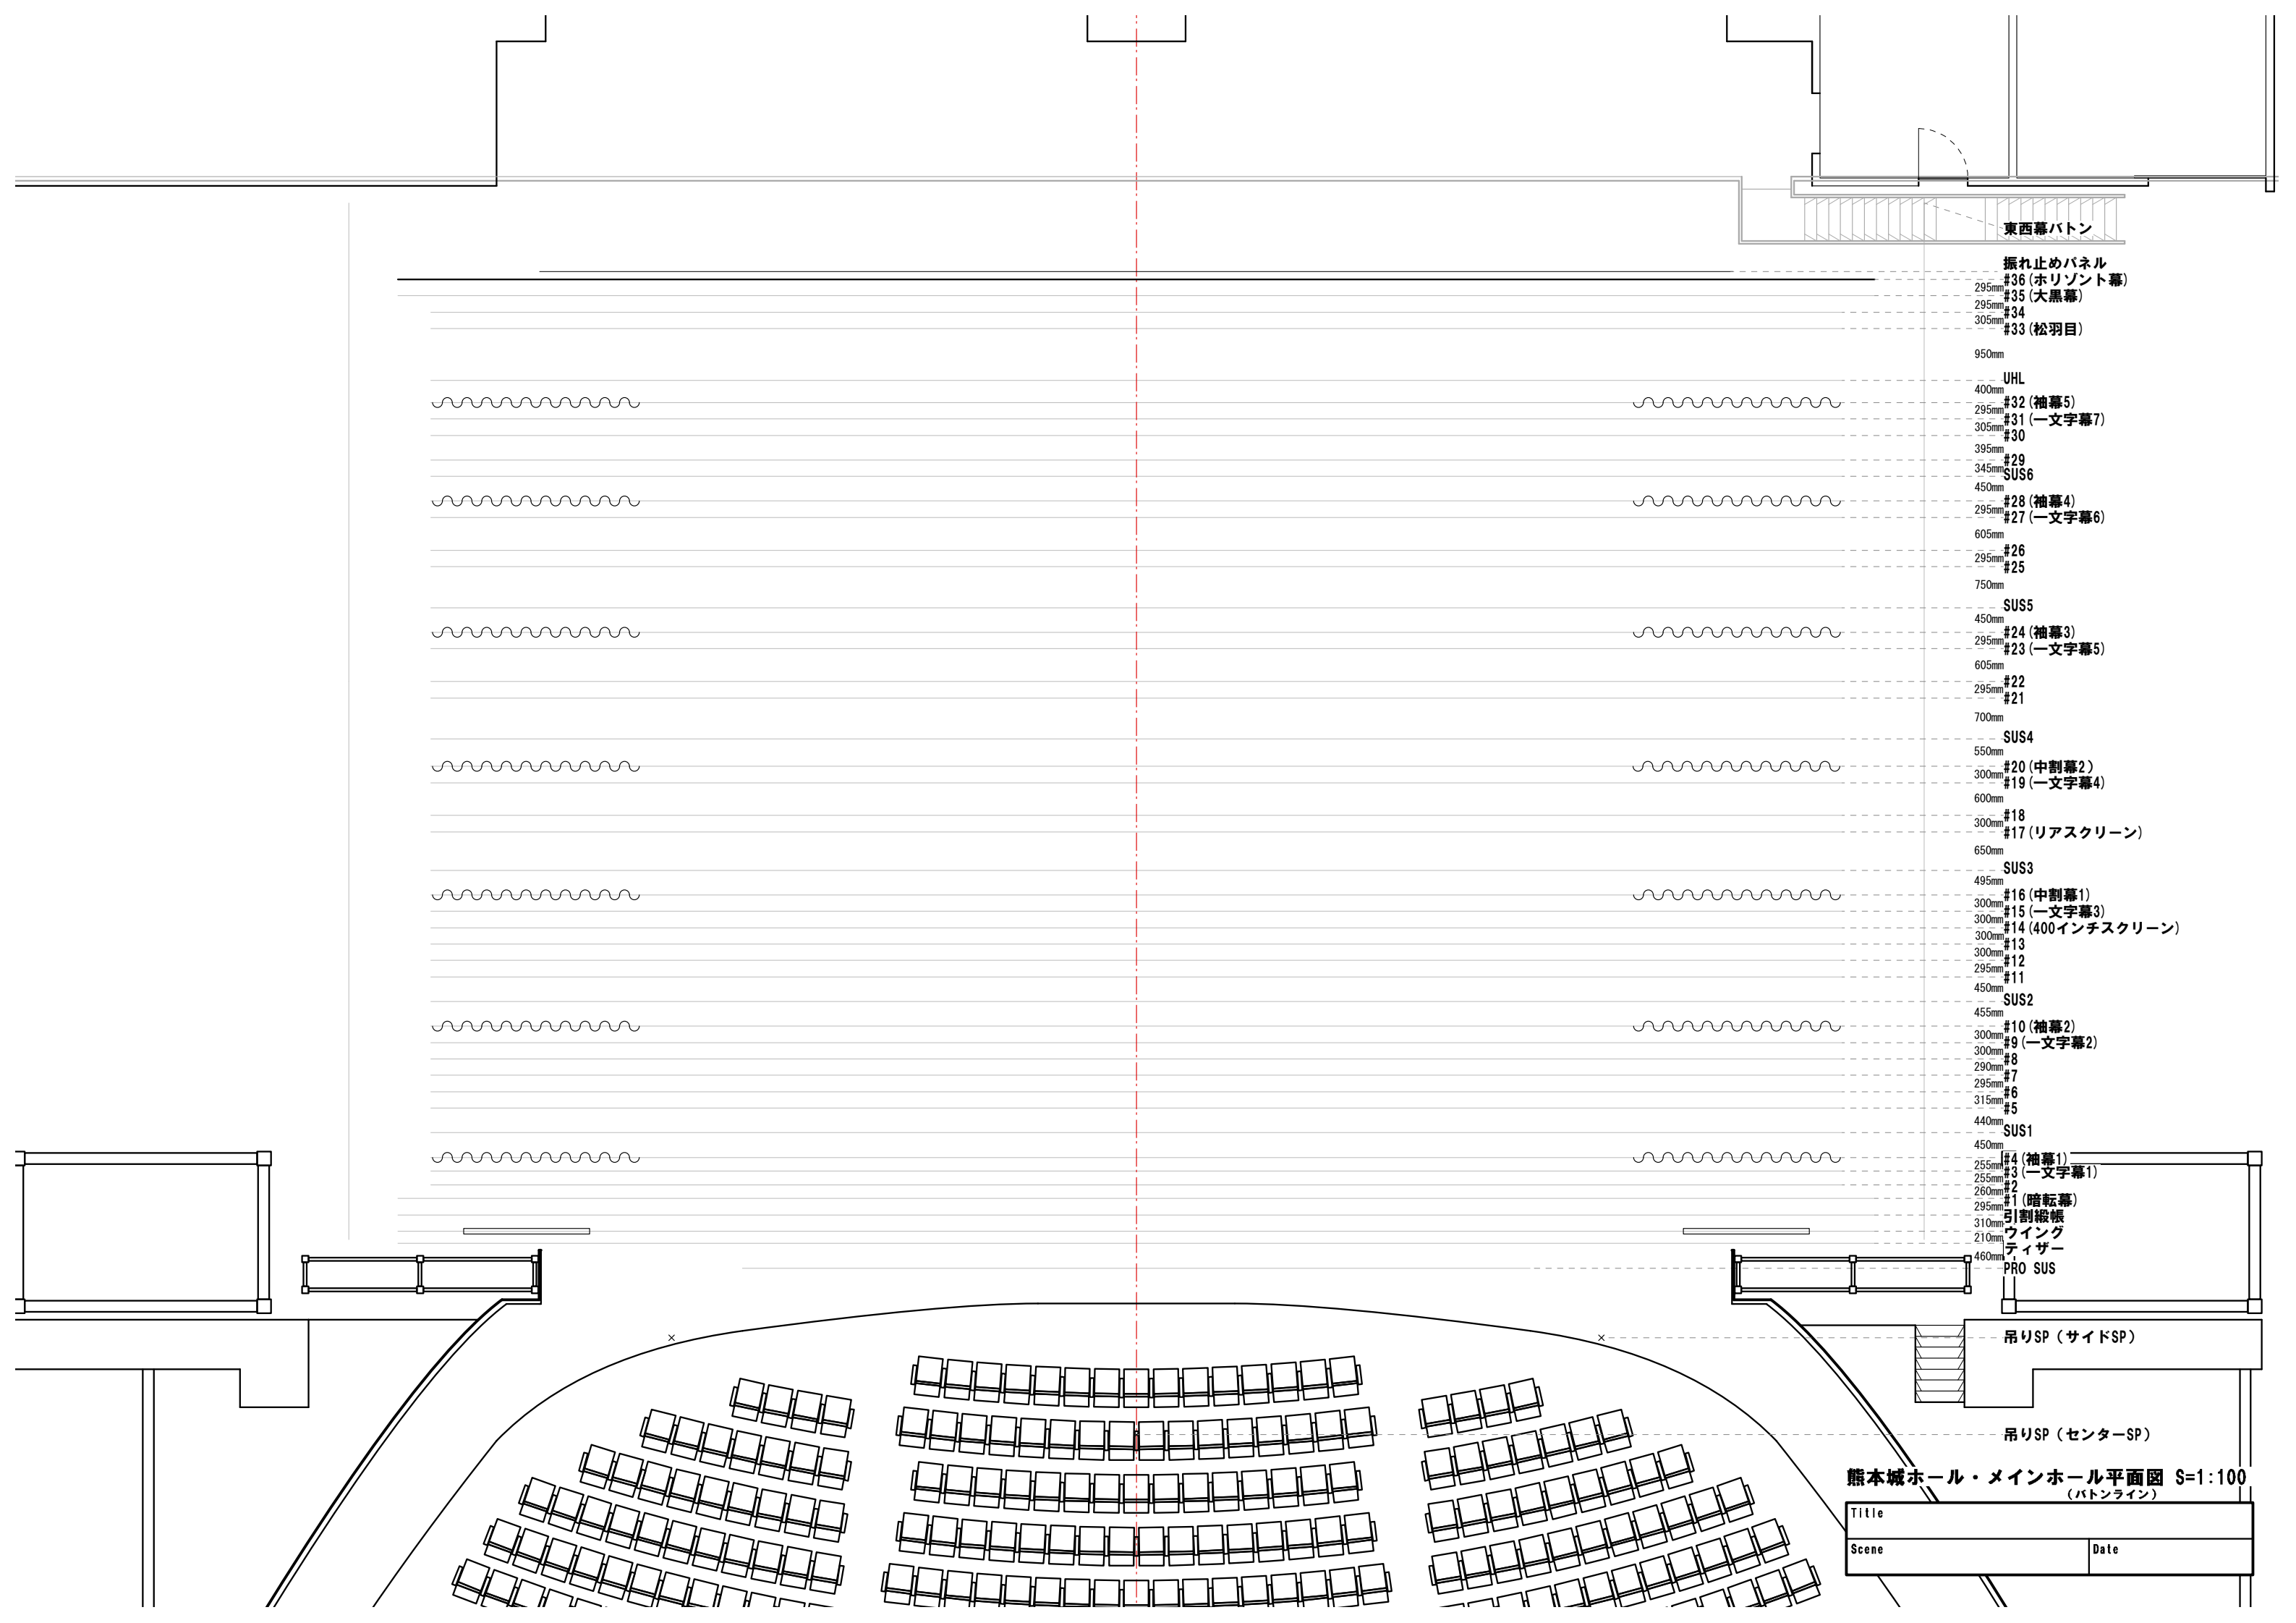 東西幕バトン
振れ止めパネル
#36(ホリゾント幕)
295mm
#35(大黒幕)
295mm
#34
305mm
#33(松羽目)
950mm
UHL
400mm
#32(袖幕5)
295mm
#31(一文字幕7)
305mm
#30
395mm
#29
345mm
SUS6
450mm
#28(袖幕4)
295mm
#27(一文字幕6)
605mm
#26
295mm
#25
750mm
SUS5
450mm
#24(袖幕3)
295mm
#23(一文字幕5)
605mm
#22
295mm
#21
700mm
SUS4
550mm
#20(中割幕2)
300mm
#19(一文字幕4)
600mm
#18
300mm
#17(リアスクリーン)
650mm
SUS3
495mm
#16(中割幕1)
300mm
#15(一文字幕3)
300mm
#14(400インチスクリーン)
300mm
#13
300mm
#12
295mm
#11
450mm
SUS2
455mm
#10(袖幕2)
300mm
#9(一文字幕2)
300mm
#8
290mm
#7
295mm
#6
315mm
#5
440mm
SUS1
450mm
#4(袖幕1)
255mm
#3(一文字幕1)
255mm
#2
260mm
#1(暗転幕)
295mm
引割緞帳
310mm
ウイング
210mm
ティザー
460mm
PRO SUS
吊りSP(サイドSP)
吊りSP(センターSP)
熊本城ホール・メインホール平面図 S=1:100
(バトンライン)
Title
Scene
Date